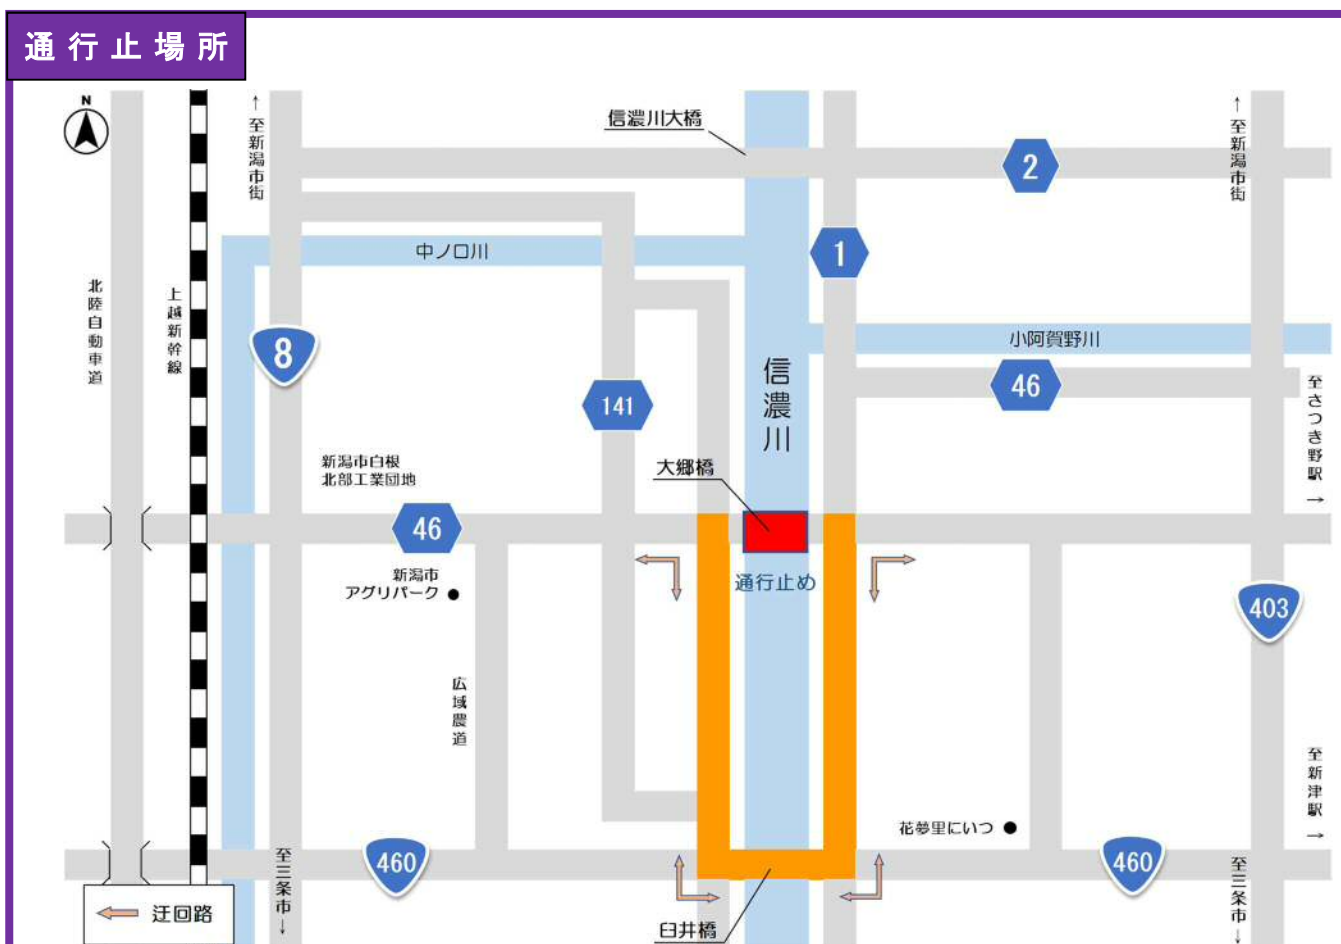 通行止場所
N
↑至新潟市街
信濃川大橋
↑至新潟市街
2
中ノ口川
1
北陸自動車道
上越新幹線
8
小阿賀野川
信濃川
46
至さつき野駅→
141
新潟市白根
北部工業団地
大郷橋
46
新潟市
アグリパーク
通行止め
403
広域農道
至新津駅→
花夢里にいつ
460
460
至三条市↓
至三条市↓
迂回路
臼井橋